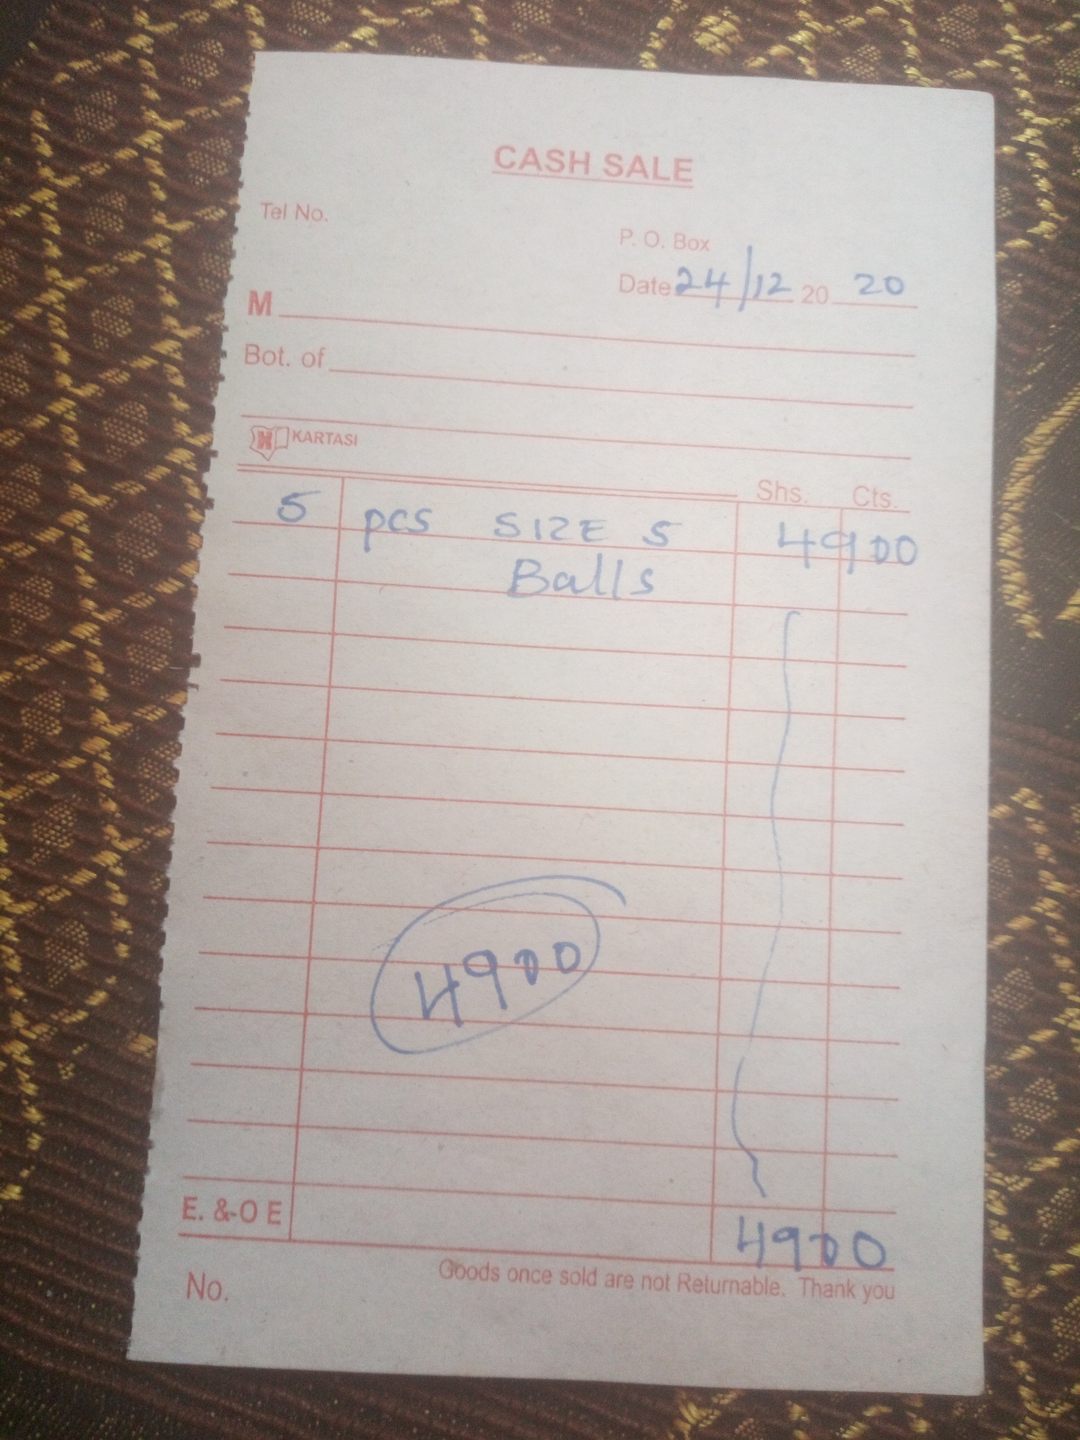 CASH SALE
Tel No.
P. O. Box
Date 24/12 20 20
M
Bot. of
KARTASI
Shs. Cts.
5 pcs SIZE 5 4900
Balls
4900
E. &-O E 4900
Goods once sold are not Returnable. Thank you
No.